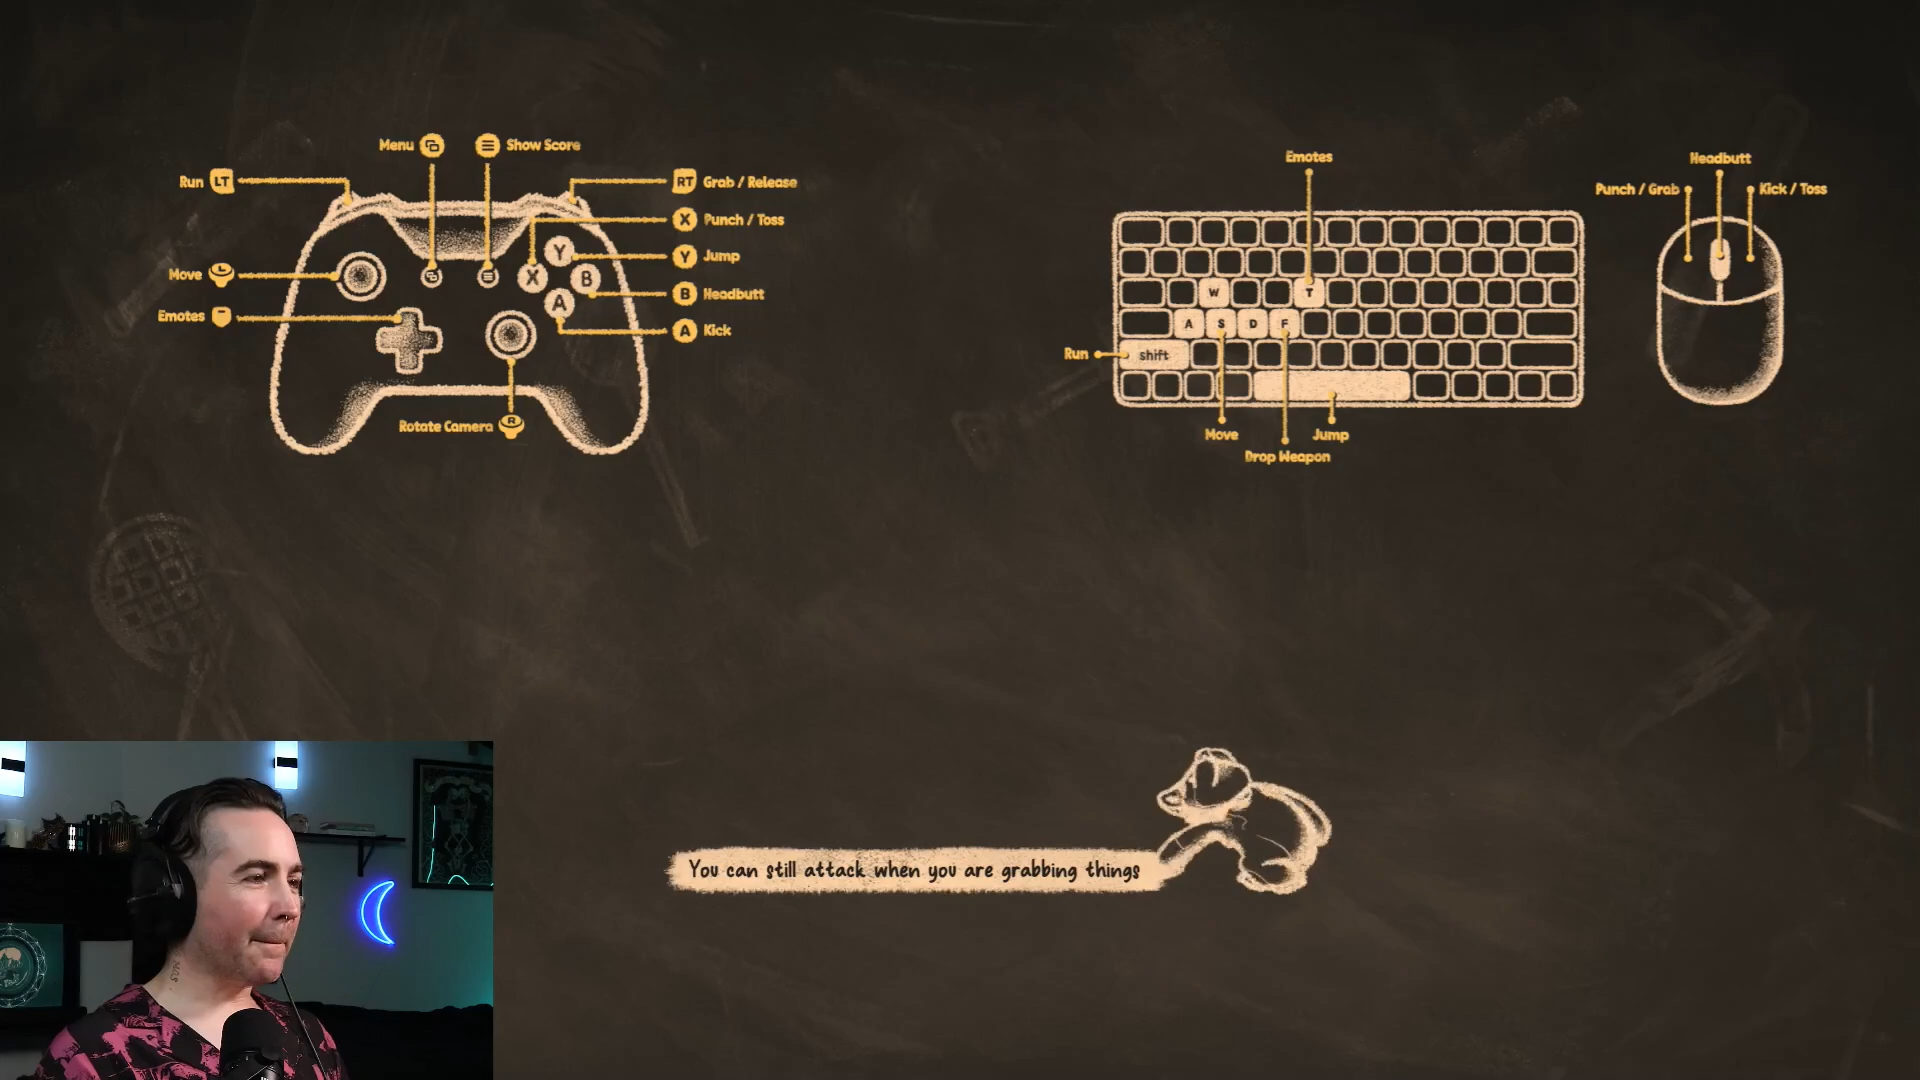 Menu
Show Score
Run LT
RT Grab / Release
X Punch / Toss
Y Jump
B Headbutt
A Kick
Move L
Emotes
Y
X B
A
Rotate Camera R
Emotes
Headbutt
Punch / Grab
Kick / Toss
W T
A S D F
Run
shift
Move
Jump
Drop Weapon
You can still attack when you are grabbing things